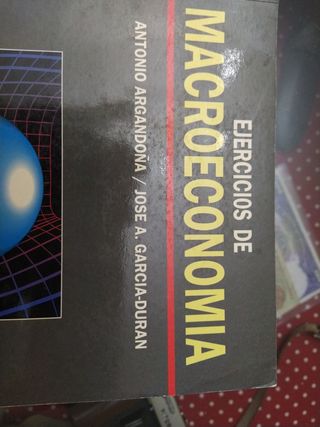 EJERCICIOS DE
MACROECONOMIA
ANTONIO ARGANDOÑA / JOSE A. GARCIA-DURAN